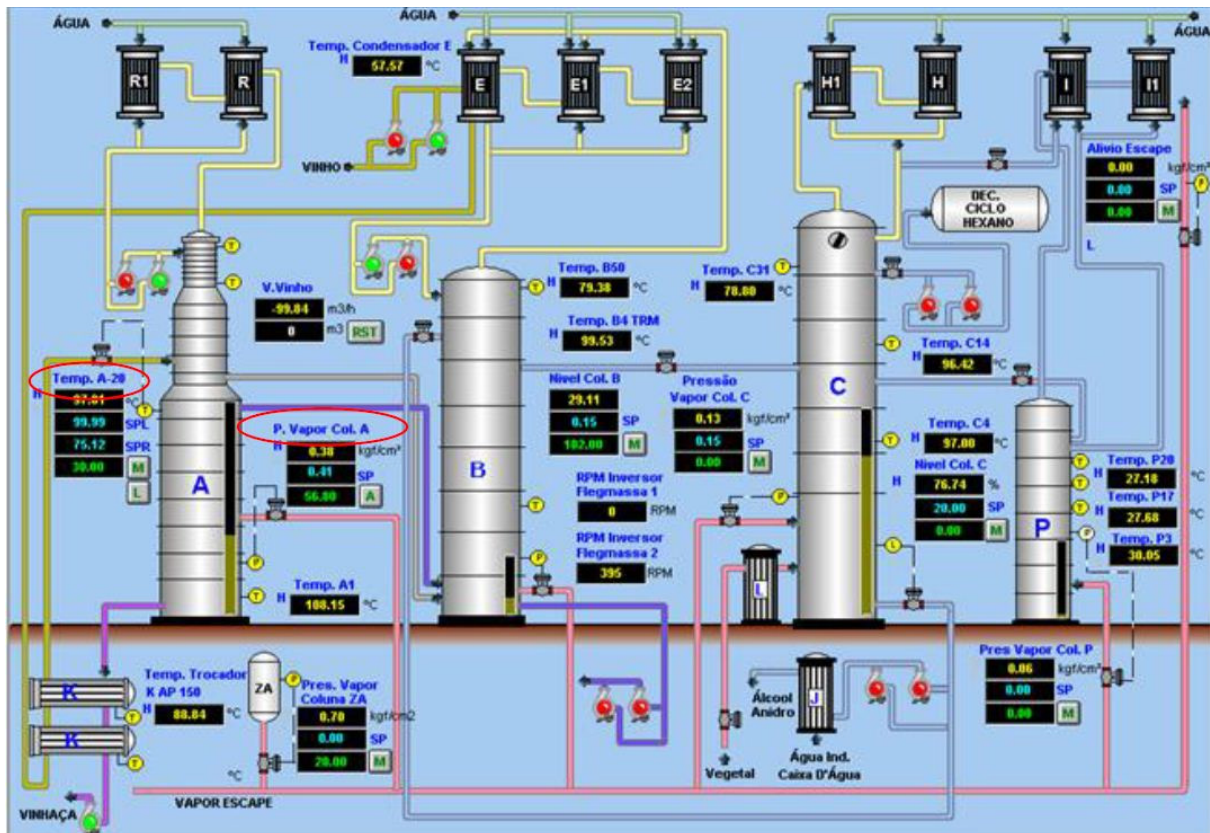 ÁGUA
R1
R
Temp. Condensador E
H
57.57 °C
ÁGUA
E
E1
E2
VINHO
H1
H
I
I1
ÁGUA
Alivio Escape
0.00 kgf/cm²
0.00 SP
0.00 M
P
L
DEC.
CICLO
HEXANO
T
T
V.Vinho
-99.84 m3/h
0 m3 RST
Temp. B50
H 79.38 °C
T
Temp. B4 TRM
H 99.53 °C
Temp. C31
H 78.80 °C
T
T
Temp. C14
H 96.42 °C
Temp. A-20
H 97.01 °C
99.99 SPL
75.12 SPR
30.00 M
L
T
P. Vapor Col. A
H 0.38 kgf/cm²
0.41 SP
56.80 A
Nivel Col. B
29.11
0.15 SP
102.00 M
Pressão
Vapor Col. C
0.13 kgf/cm²
0.15 SP
0.00 M
Temp. C4
H 97.00 °C
T
Nivel Col. C
H 76.74 %
20.00 SP
0.00 M
A
B
C
P
RPM Inversor
Flegmassa 1
0 RPM
RPM Inversor
Flegmassa 2
395 RPM
T
P
P
L
Temp. P20
H 27.18 °C
Temp. P17
H 27.68 °C
Temp. P3
H 30.05 °C
T
T
T
P
P
T
Temp. A1
H 108.15 °C
L
K
K
Temp. Trocador
K AP 150
H 88.84 °C
T
T
°C
ZA
P
Pres. Vapor
Coluna ZA
0.70 kgf/cm2
0.00 SP
20.00 M
Pres Vapor Col. P
0.06 kgf/cm²
0.00 SP
0.00 M
Álcool
Anidro
J
Vegetal
Água Ind.
Caixa D'Água
VINHAÇA
VAPOR ESCAPE